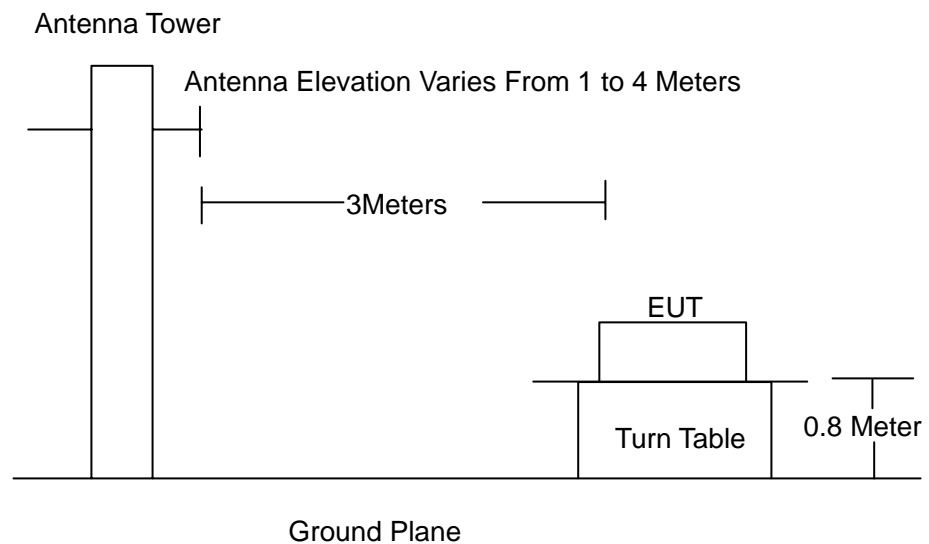 Antenna Tower
Antenna Elevation Varies From 1 to 4 Meters
3Meters
EUT
Turn Table
0.8 Meter
Ground Plane